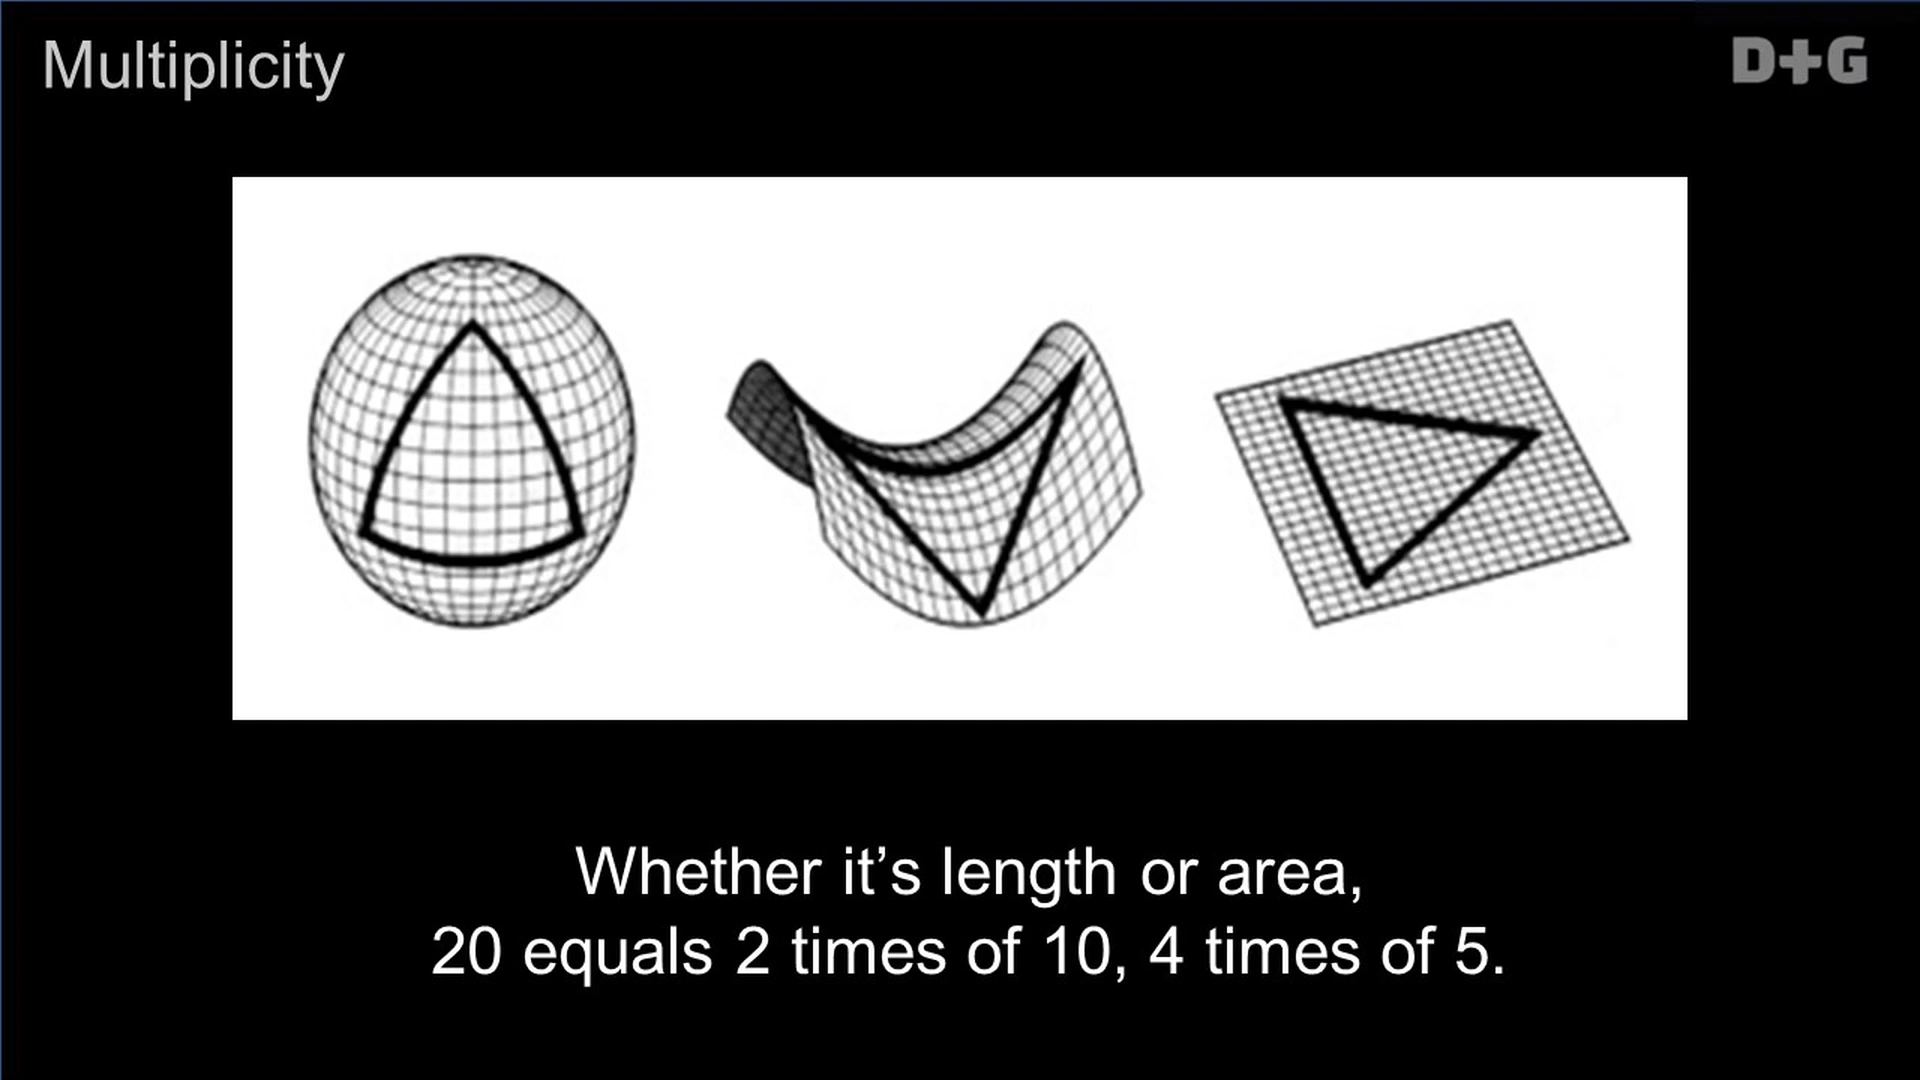 Multiplicity
D+G
Whether it’s length or area,
20 equals 2 times of 10, 4 times of 5.